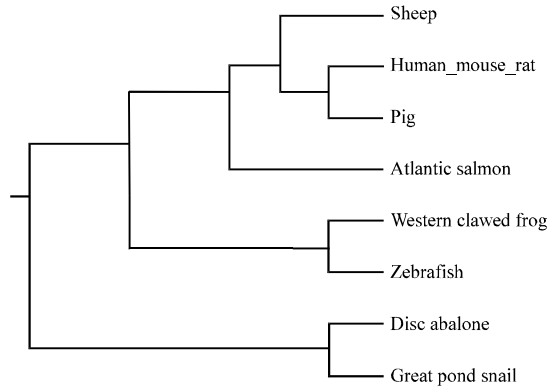 Sheep
Human_mouse_rat
Pig
Atlantic salmon
Western clawed frog
Zebrafish
Disc abalone
Great pond snail